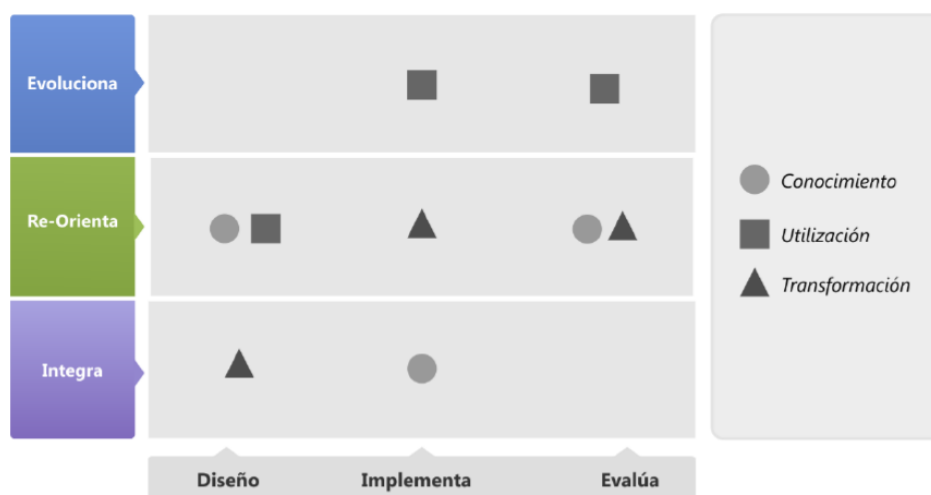 Evoluciona
Re-Orienta
Integra
Conocimiento
Utilización
Transformación
Diseño
Implementa
Evalúa